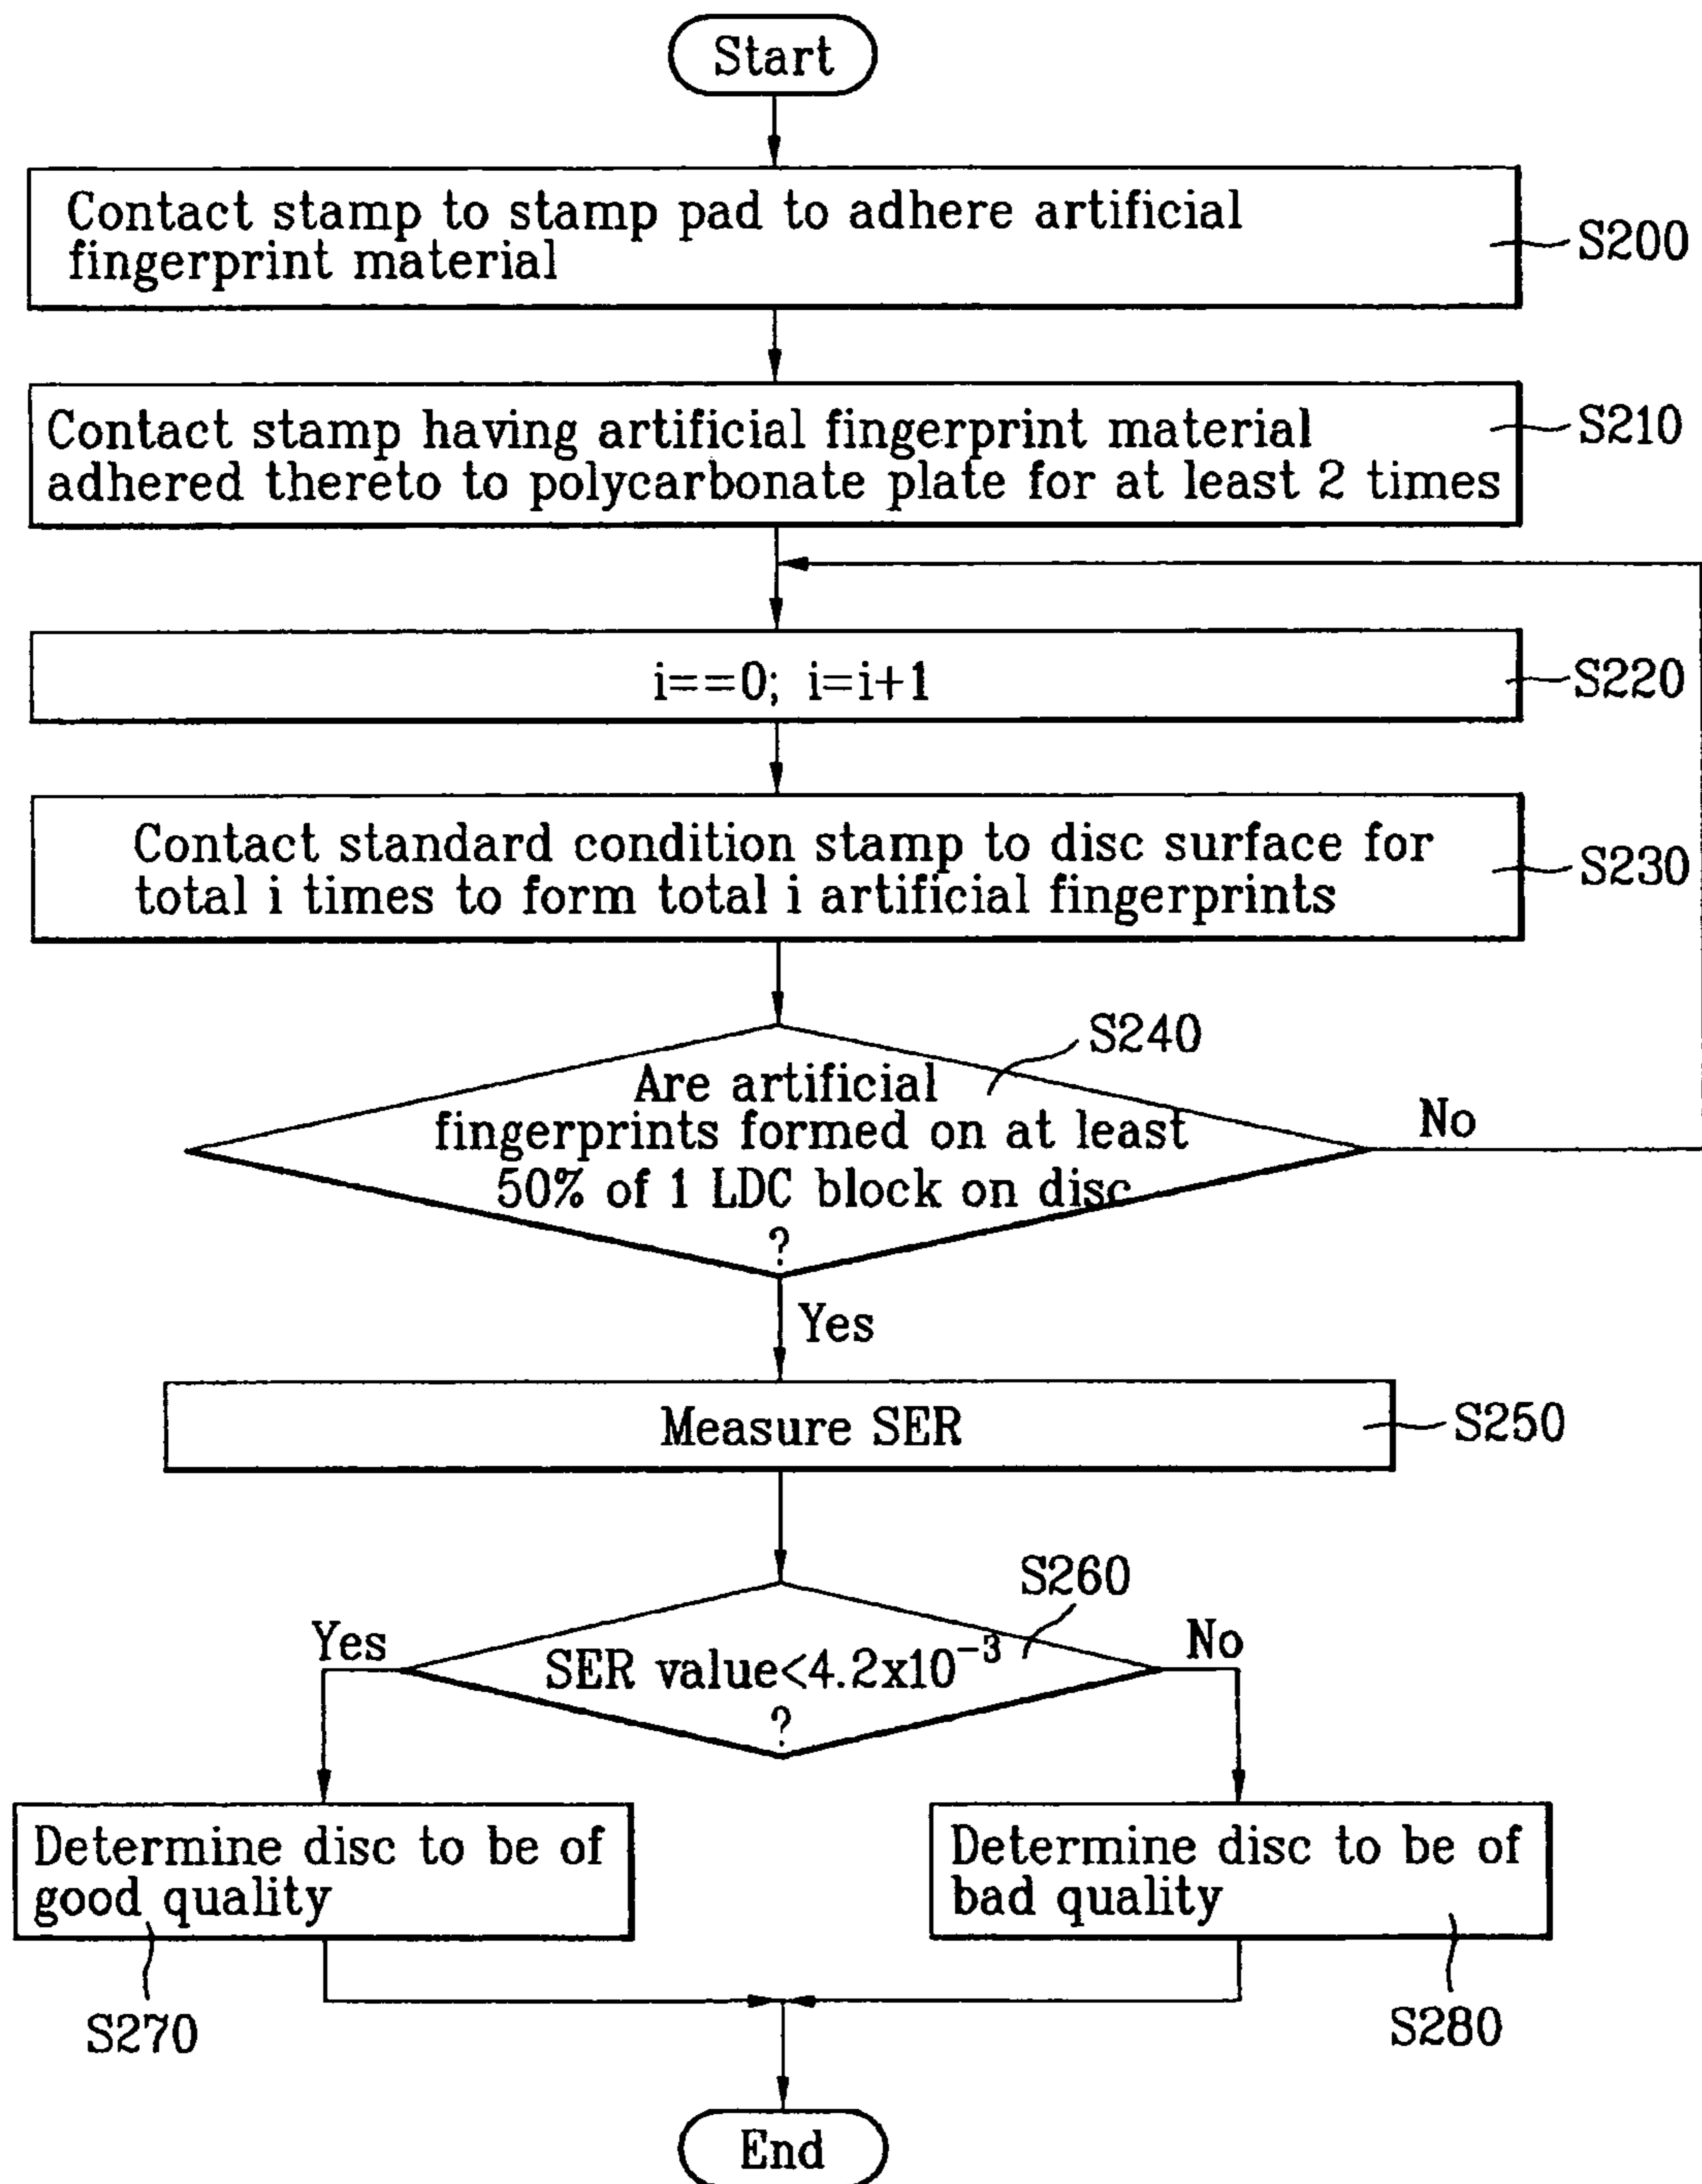 Start
Contact stamp to stamp pad to adhere artificial
fingerprint material
S200
Contact stamp having artificial fingerprint material
adhered thereto to polycarbonate plate for at least 2 times
S210
i==0; i=i+1
S220
Contact standard condition stamp to disc surface for
total i times to form total i artificial fingerprints
S230
S240
Are artificial
fingerprints formed on at least
50% of 1 LDC block on disc
?
No
Yes
Measure SER
S250
S260
Yes
SER value<4.2x10⁻³
?
No
Determine disc to be of
good quality
S270
Determine disc to be of
bad quality
S280
End